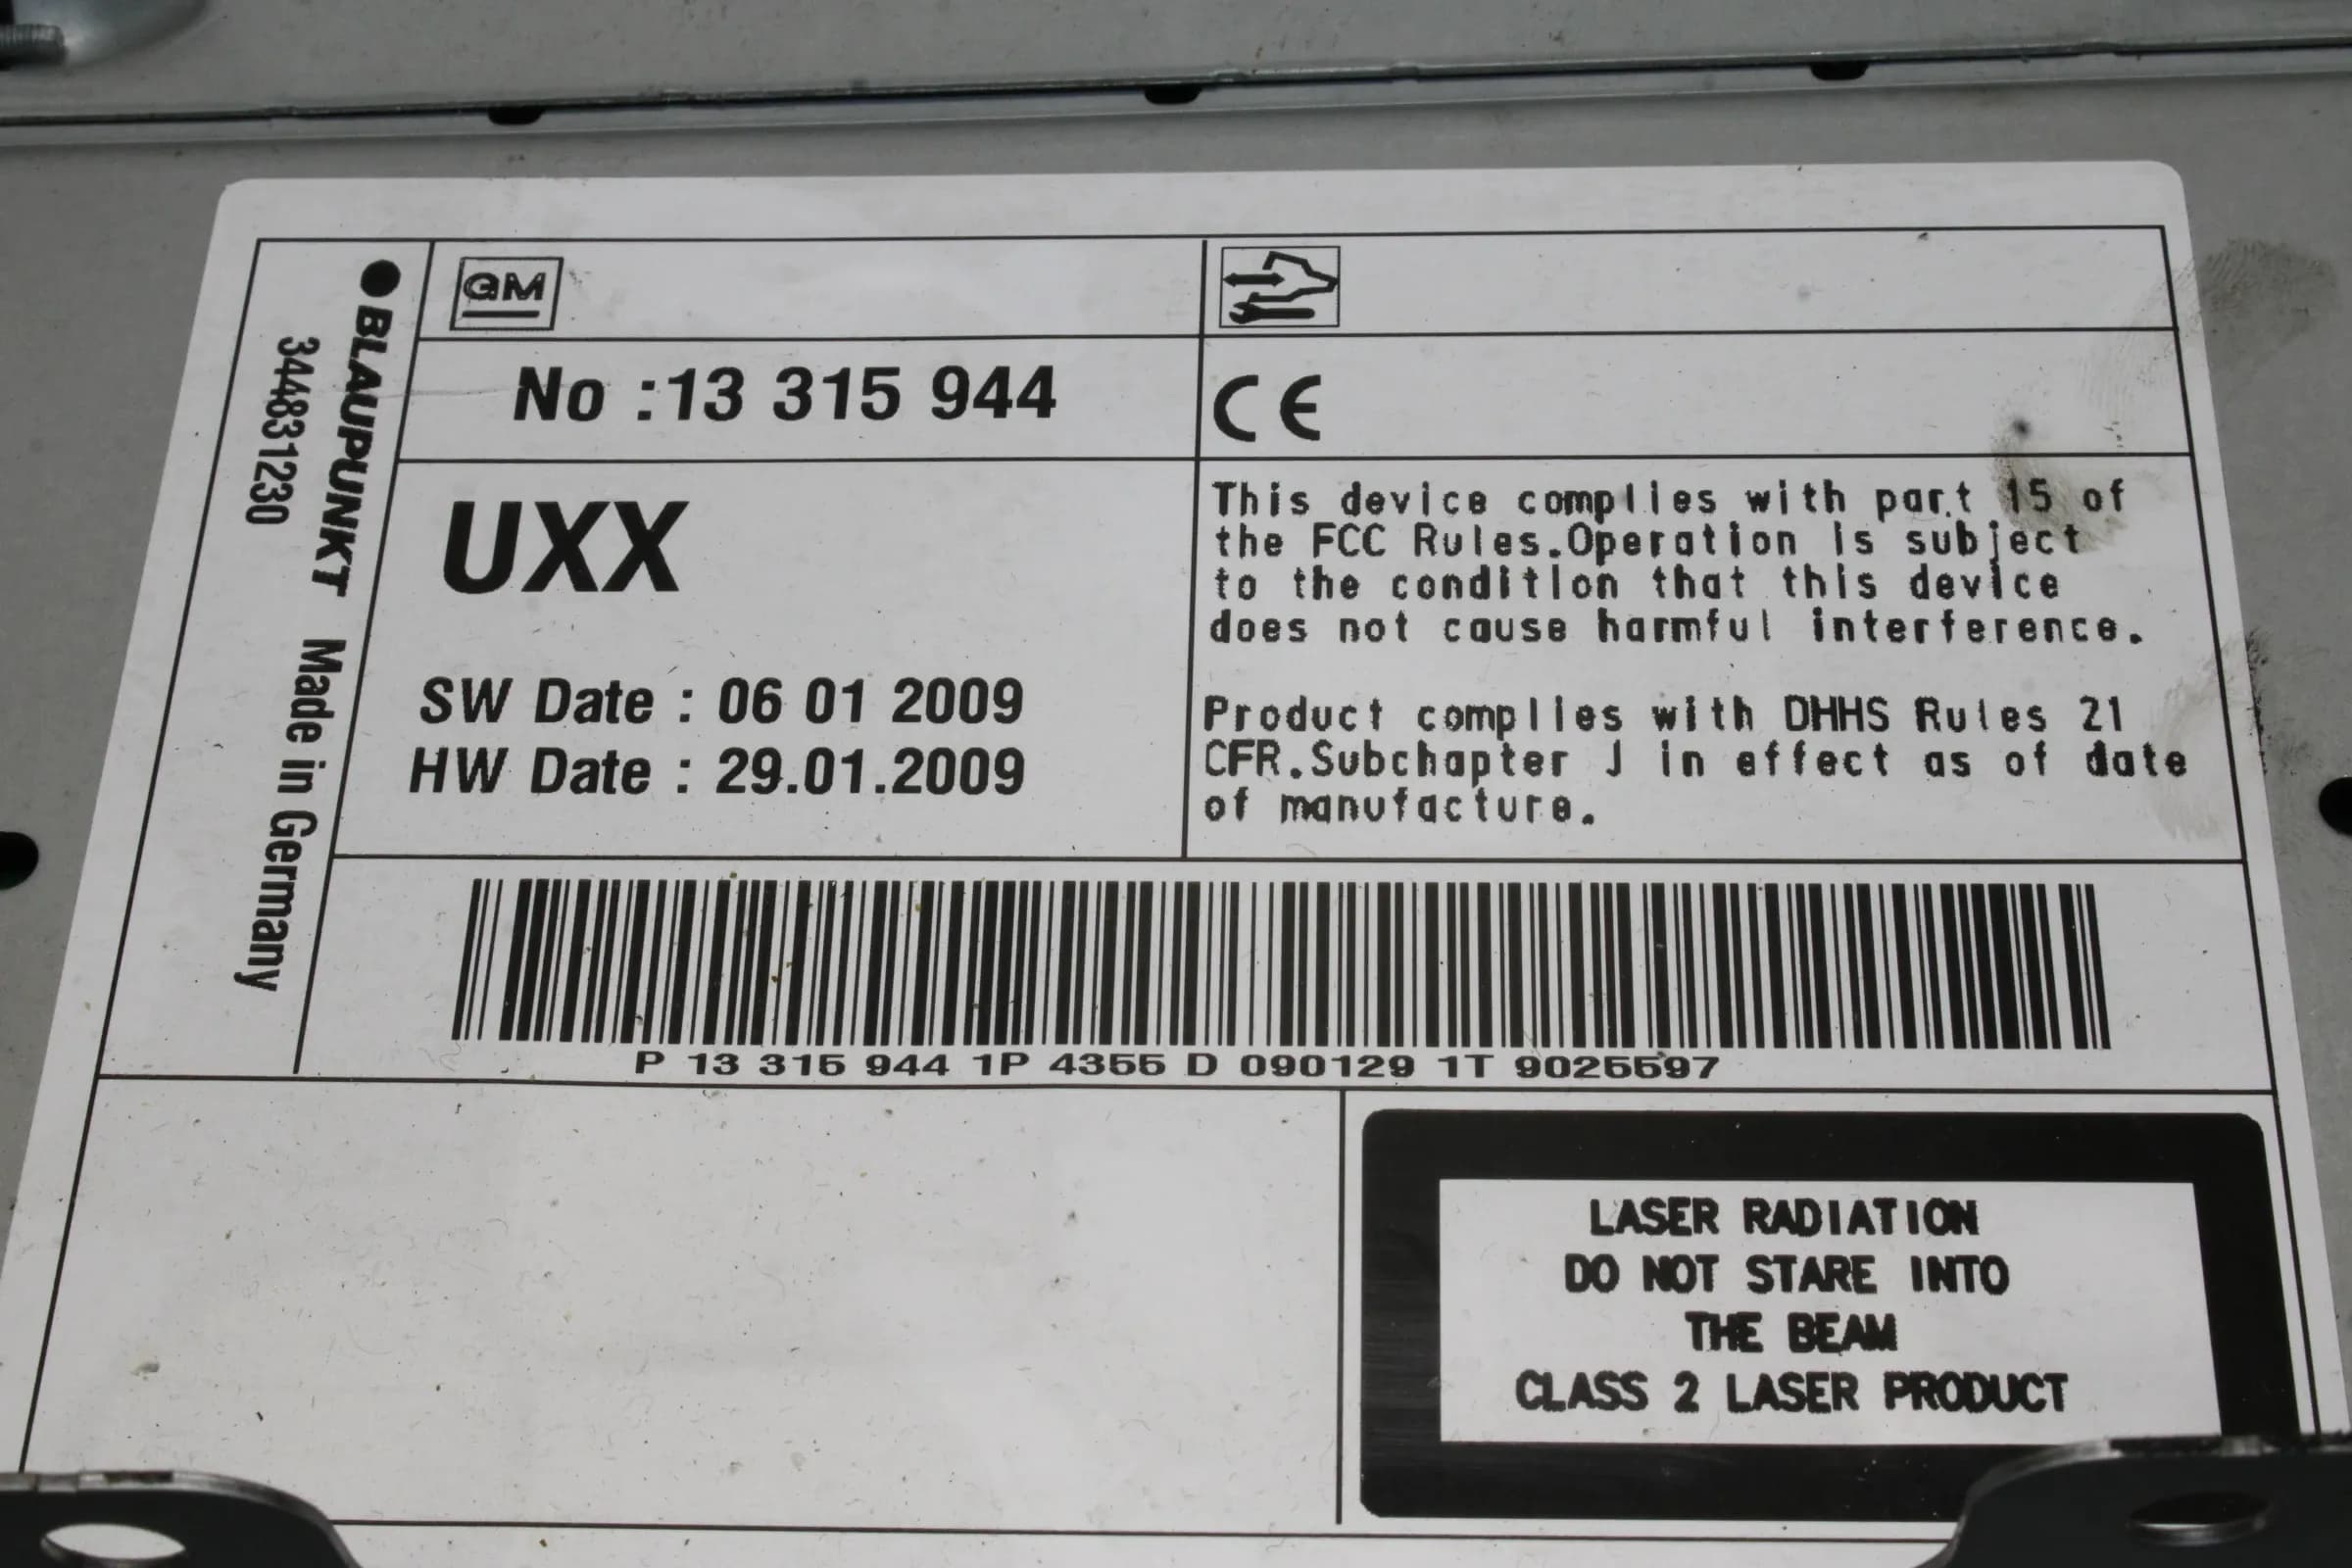 BLAUPUNKT Made in Germany
344831230
GM
No :13 315 944
CE
UXX
SW Date : 06 01 2009
HW Date : 29.01.2009
This device complies with part 15 of
the FCC Rules.Operation is subject
to the condition that this device
does not cause harmful interference.
Product complies with DHHS Rules 21
CFR.Subchapter J in effect as of date
of manufacture.
P 13 315 944 1P 4355 D 090129 1T 9025597
LASER RADIATION
DO NOT STARE INTO
THE BEAM
CLASS 2 LASER PRODUCT